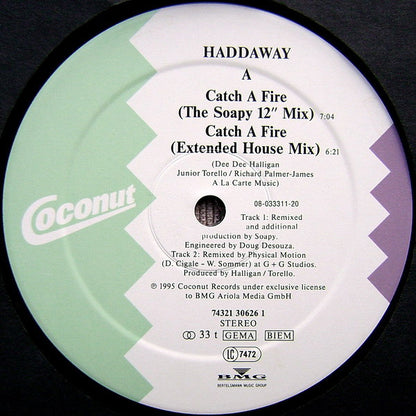 HADDAWAY
A
Catch A Fire
(The Soapy 12″ Mix) 7:04
Catch A Fire
(Extended House Mix) 6:21
(Dee Dee Halligan
Junior Torello / Richard Palmer-James
A La Carte Music)
08-033311-20
Coconut
Track 1: Remixed
and additional
production by Soapy.
Engineered by Doug Desouza.
Track 2: Remixed by Physical Motion
(D. Cigale – W. Sommer) at G + G Studios.
Produced by Halligan / Torello.
℗ 1995 Coconut Records under exclusive license
to BMG Ariola Media GmbH
74321 30626 1
STEREO
33 t GEMA BIEM
LC 7472
BMG
BERTELSMANN MUSIC GROUP